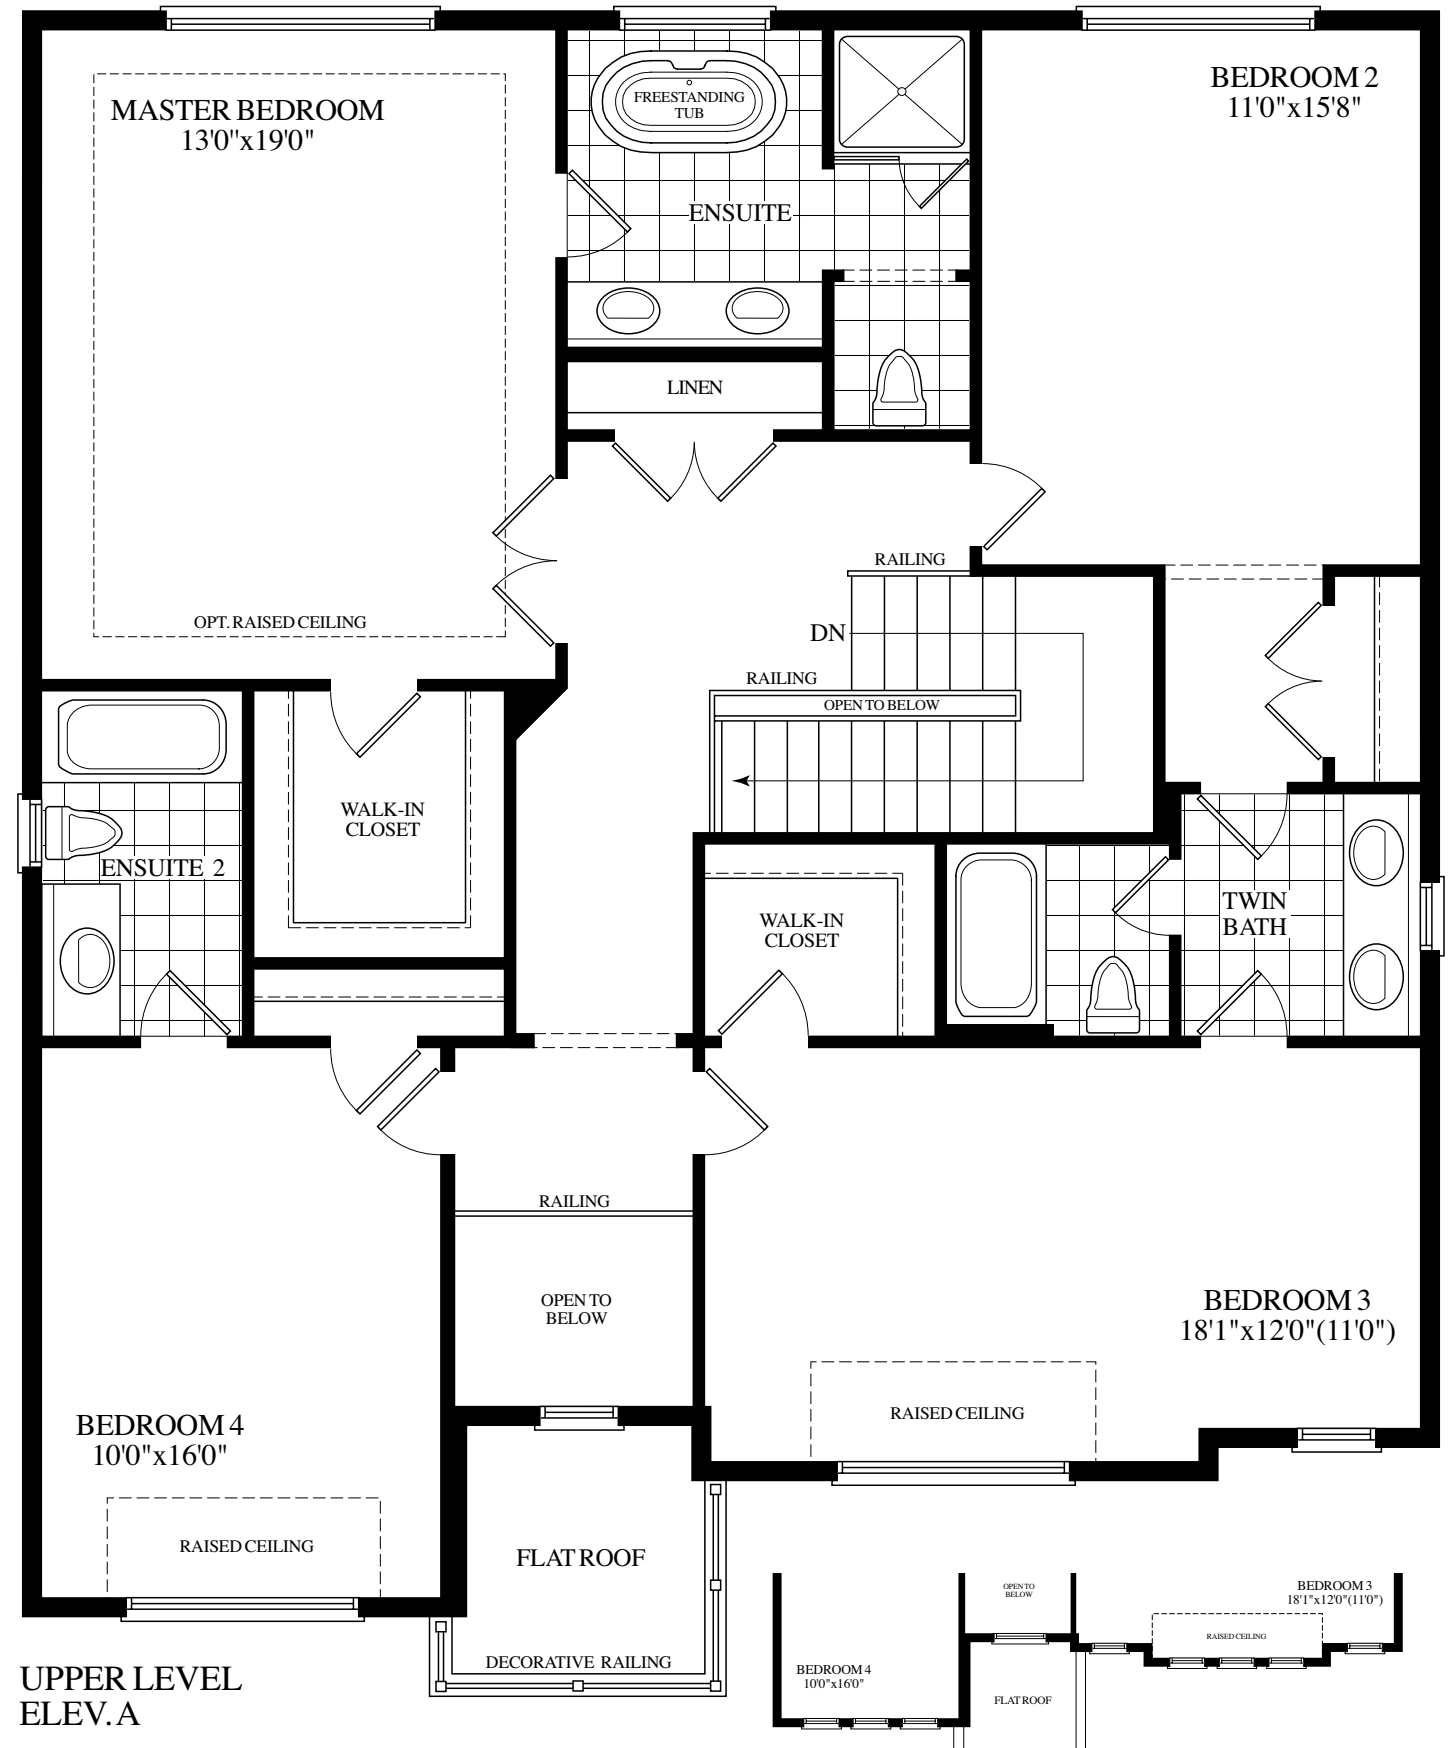 MASTER BEDROOM
13'0"x19'0"
FREESTANDING
TUB
BEDROOM 2
11'0"x15'8"
ENSUITE
LINEN
RAILING
OPT. RAISED CEILING
DN
RAILING
OPEN TO BELOW
WALK-IN
CLOSET
ENSUITE 2
WALK-IN
CLOSET
TWIN
BATH
RAILING
OPEN TO
BELOW
BEDROOM 3
18'1"x12'0"(11'0")
RAISED CEILING
BEDROOM 4
10'0"x16'0"
RAISED CEILING
FLAT ROOF
DECORATIVE RAILING
UPPER LEVEL
ELEV. A
OPEN TO
BELOW
BEDROOM 3
18'1"x12'0"(11'0")
RAISED CEILING
BEDROOM 4
10'0"x16'0"
FLAT ROOF